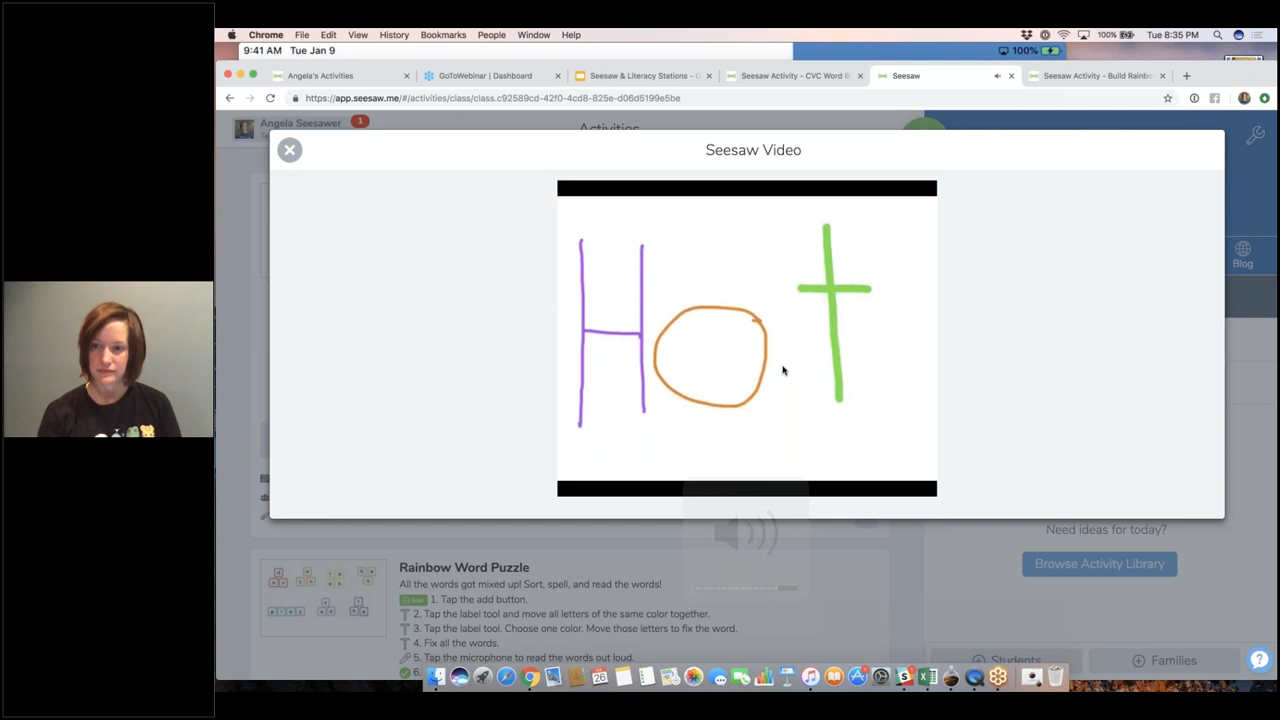 Chrome File Edit View History Bookmarks People Window Help 100% Tue 8:35 PM
9:41 AM Tue Jan 9 100%
Angela's Activities GoToWebinar | Dashboard Seesaw & Literacy Stations - Seesaw Activity - CVC Word Seesaw Seesaw Activity - Build
https://app.seesaw.me/#/activities/class/class.c92589cd-42f0-4cd8-825e-d06d5199e5be
Angela Seesawer 1
Activities
Seesaw Video
Hot
Blog
Need ideas for today?
Browse Activity Library
Rainbow Word Puzzle
All the words got mixed up! Sort, spell, and read the words!
Add 1. Tap the add button.
2. Tap the label tool and move all letters of the same color together.
3. Tap the label tool. Choose one color. Move those letters to fix the word.
4. Fix all the words.
5. Tap the microphone to read the words out loud.
6.
Students Families
26